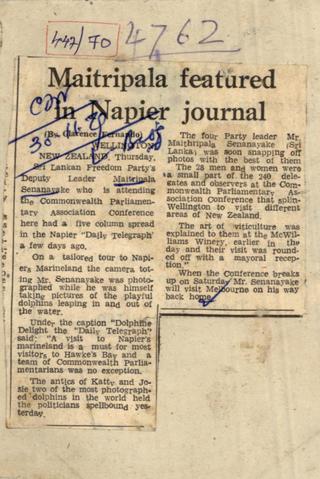 447/FO
4762
Maitripala featured
in Napier journal
CDN
30
(By Clarence Fernando)
WELLINGTON
NEW ZEALAND, Thursday.
Sri Lankan Freedom Party's
Deputy Leader Maitripala
Senanayake who is attending
the Commonwealth Parliamen-
tary Association Conference
here had a five column spread
in the Napier "Daily Telegraph"
a few days ago.
On a tailored tour to Napi-
ers Marineland the camera tot-
ing Mr. Senanayake was photo-
graphed while he was himself
taking pictures of the playful
dolphins leaping in and out of
the water.
Under the caption "Dolphine
Delight the "Daily Telegraph"
said; "A visit to Napier's
marineland is a must for most
visitors to Hawke's Bay and a
team of Commonwealth Parlia-
mentarians was no exception.
The antics of Katty and Jo-
sie two of the most photograph-
ed dolphins in the world held
the politicians spellbound yes-
terday.
The four Party leader Mr.
Maithripala Senanayake (Sri
Lanka) was soon snapping off
photos with the best of them
The 28 men and women were
a small part of the 240 dele-
gates and observers at the Com-
monwealth Parliamentary As-
sociation Conference that splin-
Wellington to visit different
areas of New Zealand.
The art of viticulture was
explained to them at the McWil-
liams Winery, earlier in the
day and their visit was round-
ed off with a mayoral recep-
tion."
When the Conference breaks
up on Saturday Mr. Senanayake
will visit Melbourne on his way
back home.